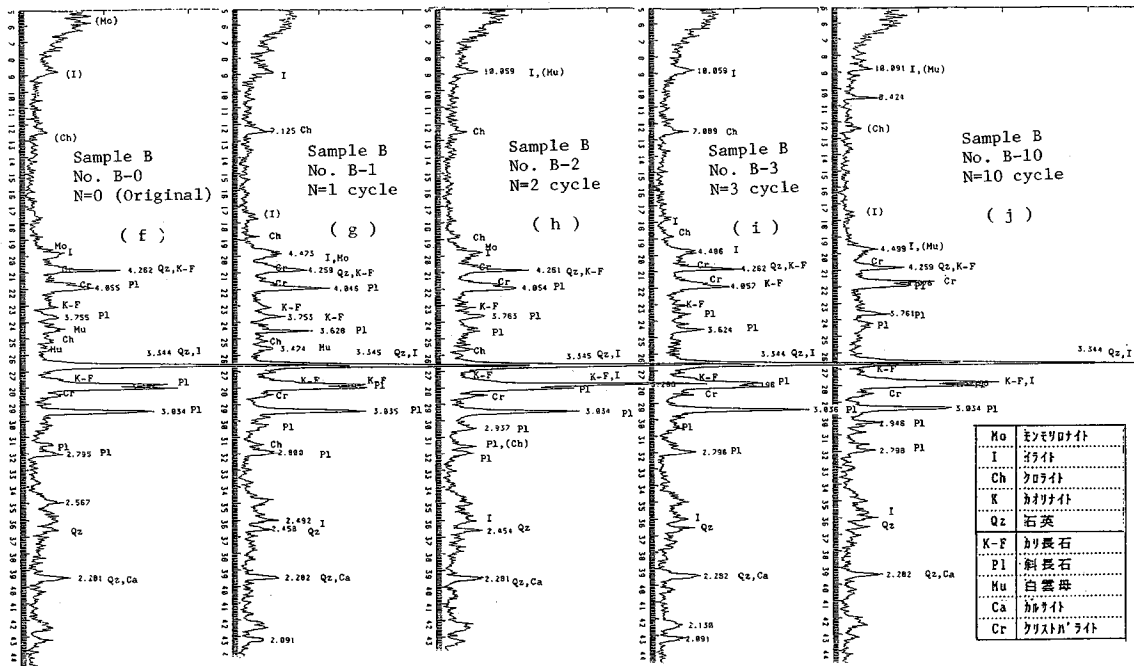 (Mo)
(I)
(Ch)
Sample B
No. B-0
N=0 (Original)
( f )
Mo
I
Cr
4.262 Qz,K-F
Cr
4.055 Pl
K-F
3.755 Pl
Mu
Ch
Mu
3.344 Qz,I
K-F
Pl
Cr
3.034 Pl
Pl
2.795 Pl
2.567
Qz
2.281 Qz,Ca
I
7.125 Ch
Sample B
No. B-1
N=1 cycle
( g )
(I)
Ch
4.473
I,Mo
Cr
4.259 Qz,K-F
Cr
4.046 Pl
K-F
3.753 K-F
3.628 Pl
Ch
3.474 Mu
3.345 Qz,I
K-F
K-F
Pl
Cr
3.035 Pl
Pl
Ch
2.800 Pl
2.492 I
2.458 Qz
2.282 Qz,Ca
2.091
10.059 I,(Mu)
Ch
Sample B
No. B-2
N=2 cycle
( h )
Ch
Mo
I
Cr
4.261 Qz,K-F
Cr
4.054 Pl
K-F
3.763 Pl
Pl
Ch
3.345 Qz,I
K-F
K-F,I
Pl
Cr
3.034 Pl
2.937 Pl
Pl,(Ch)
Pl
I
Qz
2.454
2.281 Qz,Ca
10.059 I
7.089 Ch
Sample B
No. B-3
N=3 cycle
( i )
I
Ch
4.486 I
Cr
4.262 Qz,K-F
Cr
4.057 K-F
K-F
Pl
3.624 Pl
3.344 Qz,I
K-F
Pl
Cr
3.036 Pl
Pl
2.796 Pl
I
Qz
2.282 Qz,Ca
2.138
2.091
10.091 I,(Mu)
8.424
(Ch)
Sample B
No. B-10
N=10 cycle
( j )
(I)
4.499 I,(Mu)
Cr
4.259 Qz,K-F
Cr
Pl
3.761 Pl
Pl
3.344
Qz,I
K-F
K-F,I
3.034 Pl
2.946 Pl
2.798 Pl
I
Qz
2.282 Qz,Ca
Mo モンモリロナイト
I イライト
Ch クロライト
K カオリナイト
Qz 石英
K-F カリ長石
Pl 斜長石
Mu 白雲母
Ca カルサイト
Cr クリストバライト